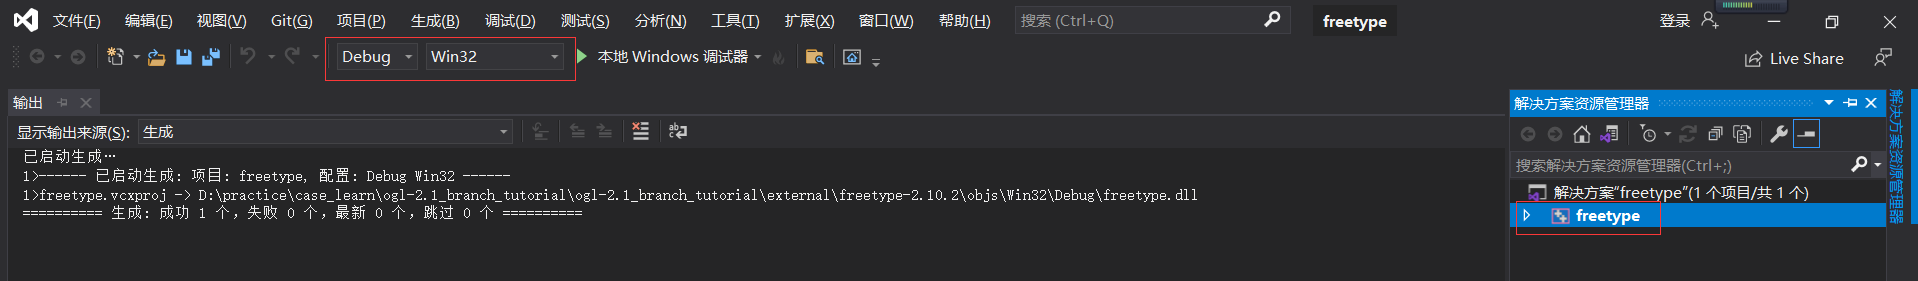 文件(F) 编辑(E) 视图(V) Git(G) 项目(P) 生成(B) 调试(D) 测试(S) 分析(N) 工具(T) 扩展(X) 窗口(W) 帮助(H) 搜索 (Ctrl+Q) freetype 登录
Debug Win32 本地 Windows 调试器 Live Share
输出
显示输出来源(S): 生成
已启动生成…
1>------ 已启动生成: 项目: freetype, 配置: Debug Win32 ------
1>freetype.vcxproj -> D:\practice\case_learn\ogl-2.1_branch_tutorial\ogl-2.1_branch_tutorial\external\freetype-2.10.2\objs\Win32\Debug\freetype.dll
========== 生成: 成功 1 个，失败 0 个，最新 0 个，跳过 0 个 ==========
解决方案资源管理器
搜索解决方案资源管理器(Ctrl+;)
解决方案"freetype"(1 个项目/共 1 个)
freetype
解决方案资源管理器